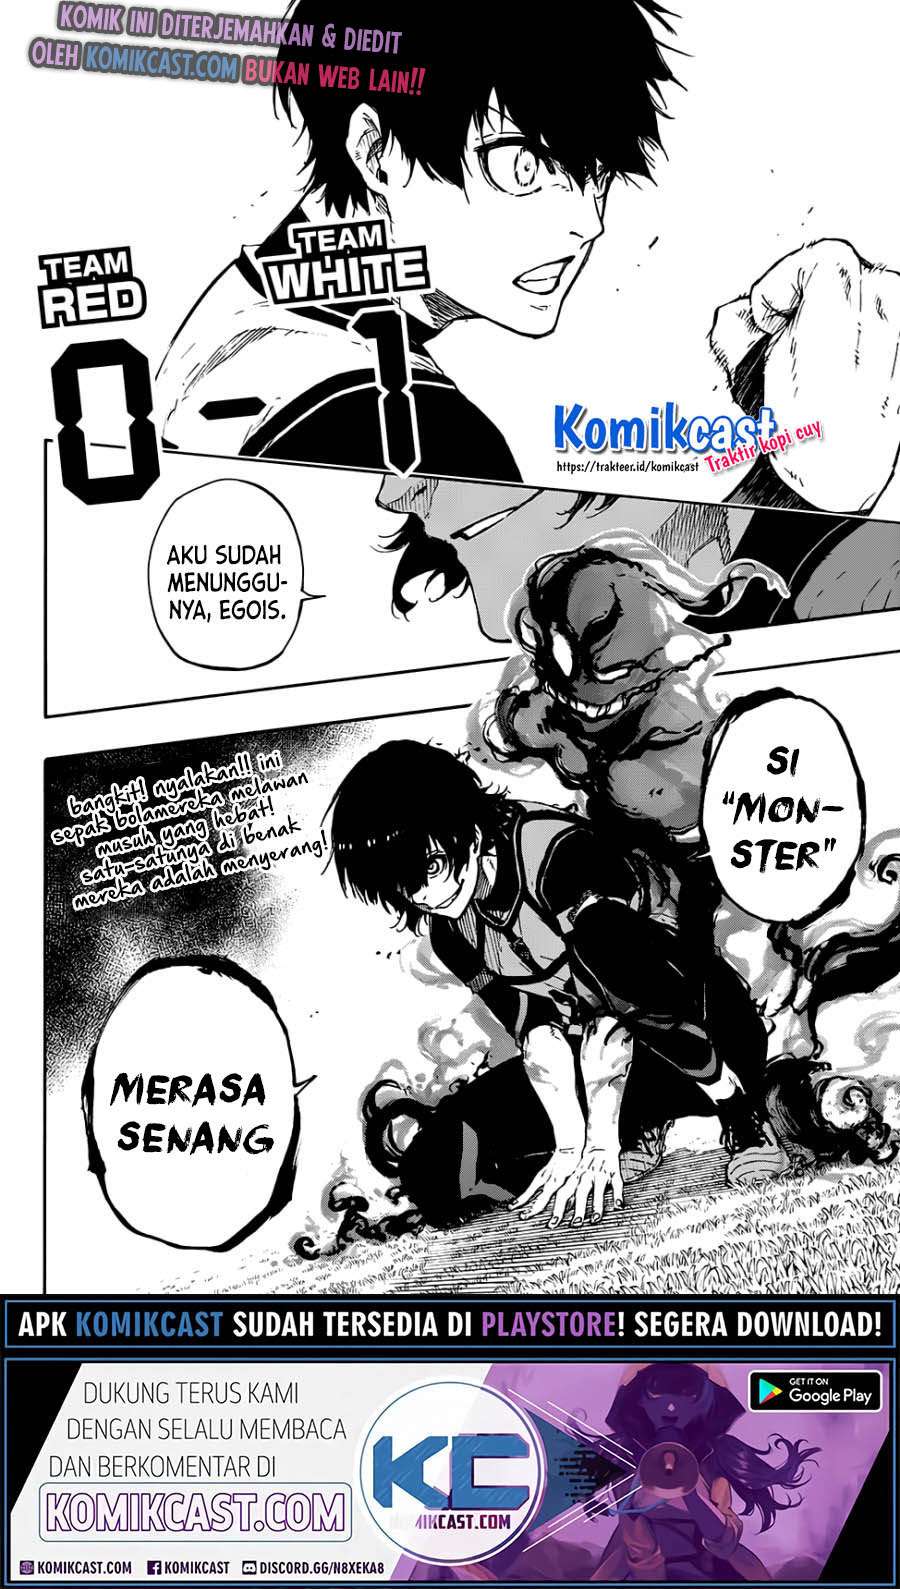 KOMIK INI DITERJEMAHKAN & DIEDIT
OLEH KOMIKCAST.COM BUKAN WEB LAIN!!
TEAM
RED
TEAM
WHITE
0 - 1
Komikcast
https://trakteer.id/komikcast Traktir kopi cuy
AKU SUDAH
MENUNGGU-
NYA, EGOIS.
SI
"MON-
STER"
bangkit! nyalakan!! ini
sepak bolamereka melawan
musuh yang hebat!
satu-satunya di benak
mereka adalah menyerang!
MERASA
SENANG
APK KOMIKCAST SUDAH TERSEDIA DI PLAYSTORE! SEGERA DOWNLOAD!
DUKUNG TERUS KAMI
DENGAN SELALU MEMBACA
DAN BERKOMENTAR DI
KOMIKCAST.COM
KOMIKCAST.COM
KOMIKCAST
DISCORD.GG/N8XEKA8
KC
KOMIKCAST.COM
GET IT ON
Google Play